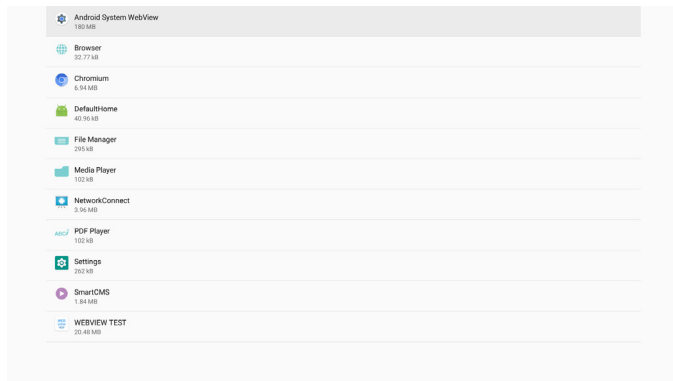 Android System WebView
180 MB
Browser
32.77 kB
Chromium
6.94 MB
DefaultHome
40.96 kB
File Manager
295 kB
Media Player
102 kB
NetworkConnect
3.96 MB
PDF Player
102 kB
Settings
262 kB
SmartCMS
1.84 MB
WEBVIEW TEST
20.48 MB